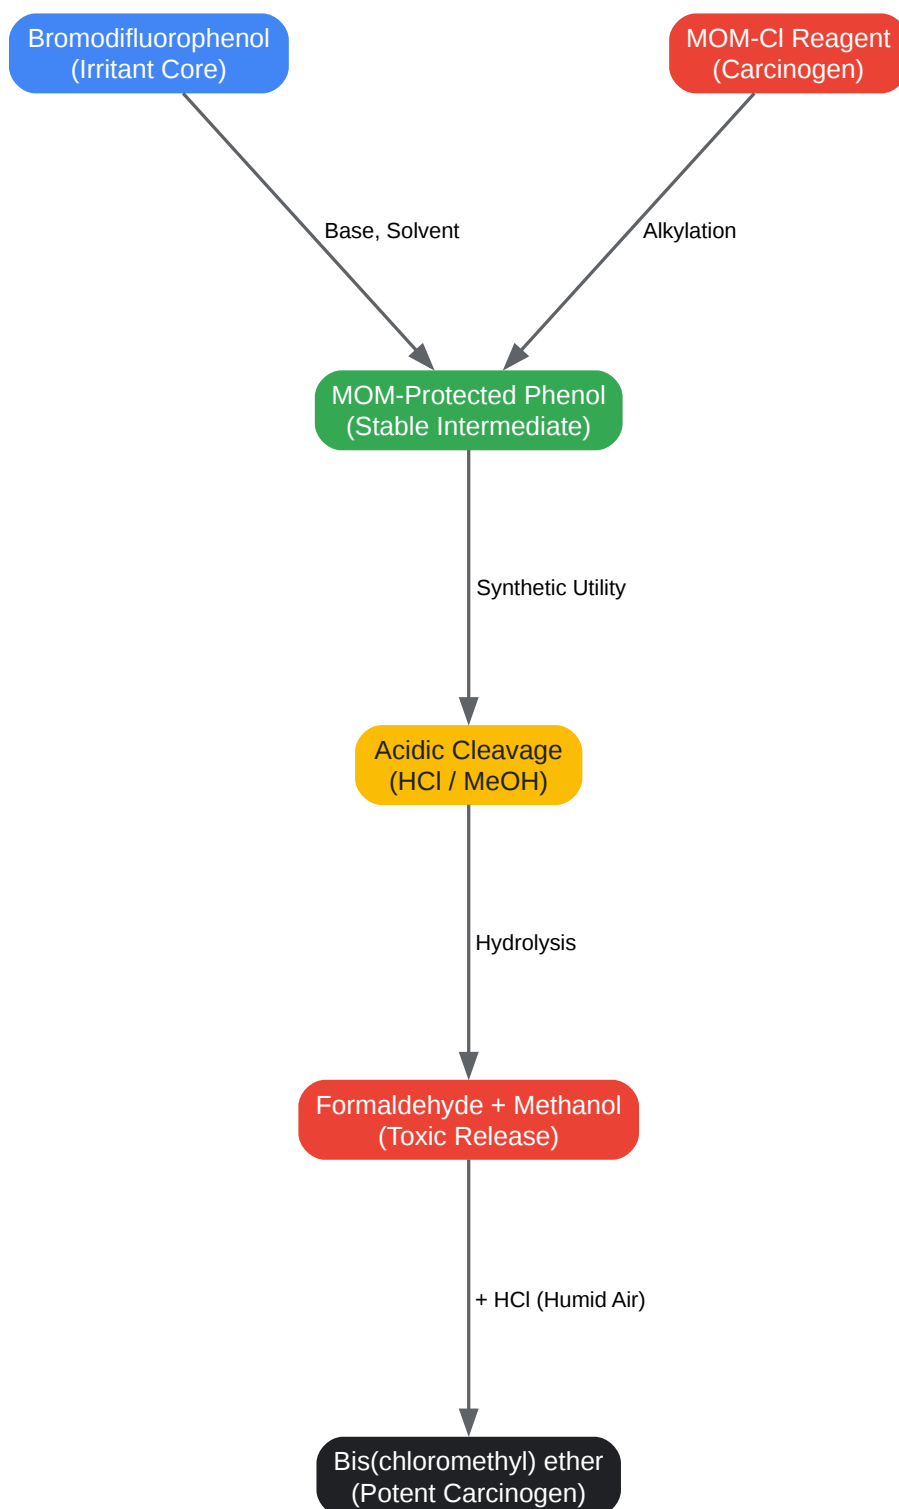 Bromodifluorophenol
(Irritant Core)
MOM-Cl Reagent
(Carcinogen)
Base, Solvent
Alkylation
MOM-Protected Phenol
(Stable Intermediate)
Synthetic Utility
Acidic Cleavage
(HCl / MeOH)
Hydrolysis
Formaldehyde + Methanol
(Toxic Release)
+ HCl (Humid Air)
Bis(chloromethyl) ether
(Potent Carcinogen)